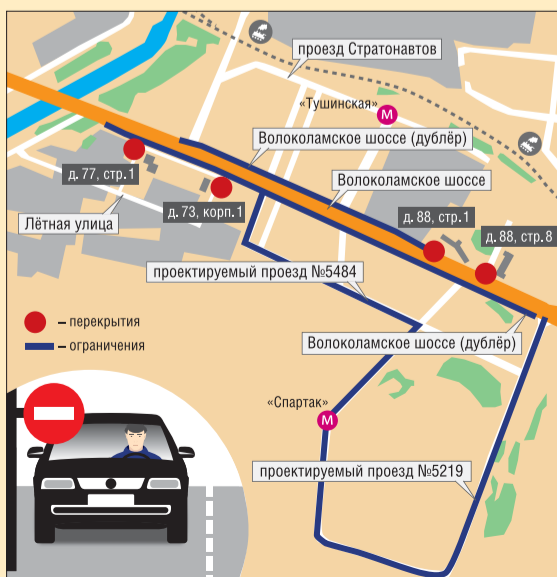 проезд Стратонавтов
«Тушинская»
М
Волоколамское шоссе (дублёр)
Волоколамское шоссе
д. 77, стр.1
д. 73, корп.1
д. 88, стр.1
д. 88, стр.8
Лётная улица
проектируемый проезд №5484
– перекрытия
– ограничения
Волоколамское шоссе (дублёр)
«Спартак»
М
проектируемый проезд №5219